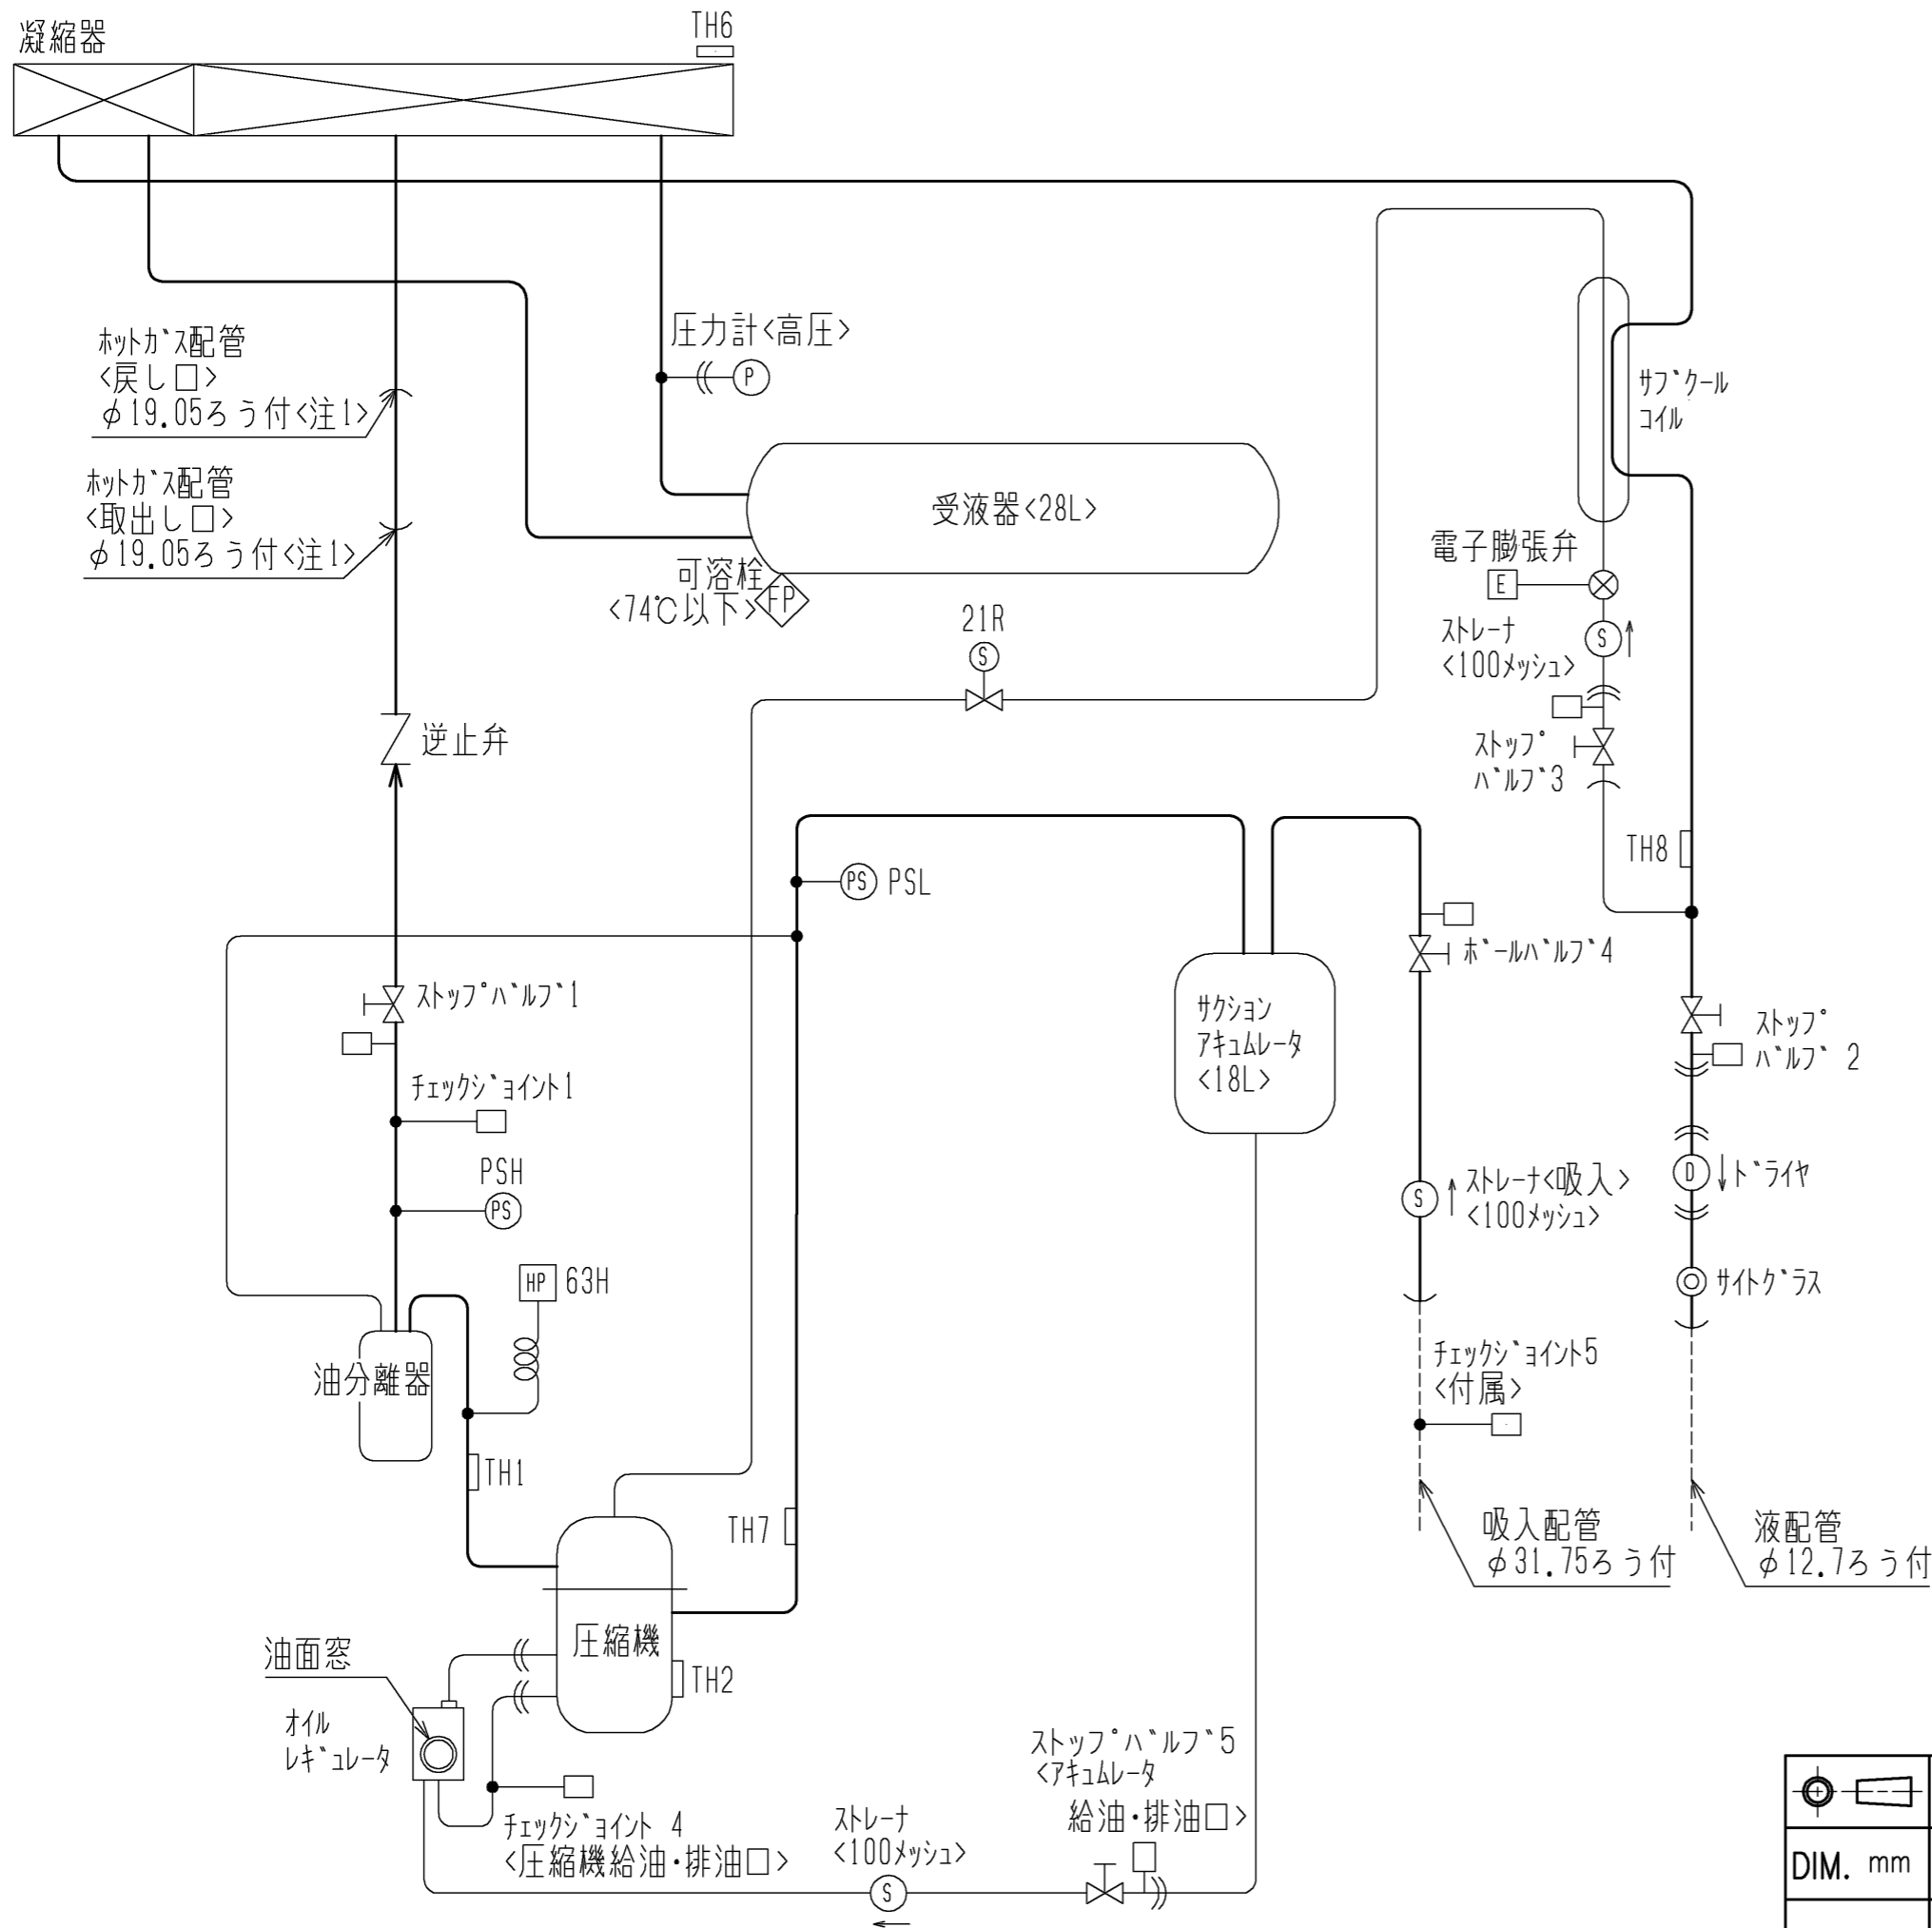 凝縮器
TH6
ホットガス配管
<戻し口>
φ19.05ろう付<注1>
圧力計<高圧>
P
サブクール
コイル
ホットガス配管
<取出し口>
φ19.05ろう付<注1>
受液器<28L>
可溶栓
<74℃以下>
FP
電子膨張弁
E
ストレーナ
<100メッシュ>
S
21R
S
逆止弁
ストップ
バルブ3
TH8
PS PSL
ボールバルブ4
ストップバルブ1
サクション
アキュムレータ
<18L>
ストップ
バルブ 2
チェックジョイント1
PSH
PS
ストレーナ<吸入>
<100メッシュ>
S
D
ドライヤ
HP 63H
サイトグラス
油分離器
チェックジョイント5
<付属>
TH1
TH7
吸入配管
φ31.75ろう付
液配管
φ12.7ろう付
圧縮機
油面窓
TH2
オイル
レギュレータ
ストップバルブ5
<アキュムレータ
給油・排油口>
チェックジョイント 4
<圧縮機給油・排油口>
ストレーナ
<100メッシュ>
S
DIM. mm